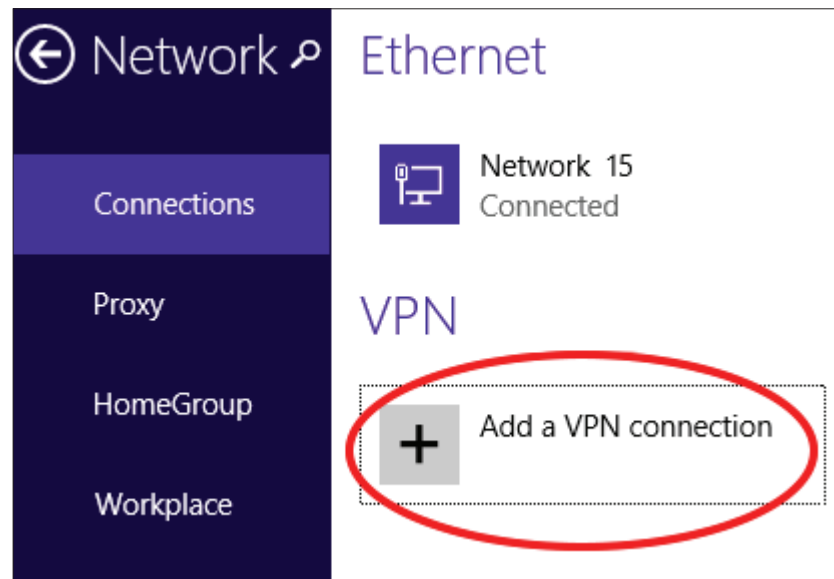 Network
Connections
Proxy
HomeGroup
Workplace
Ethernet
Network 15
Connected
VPN
Add a VPN connection